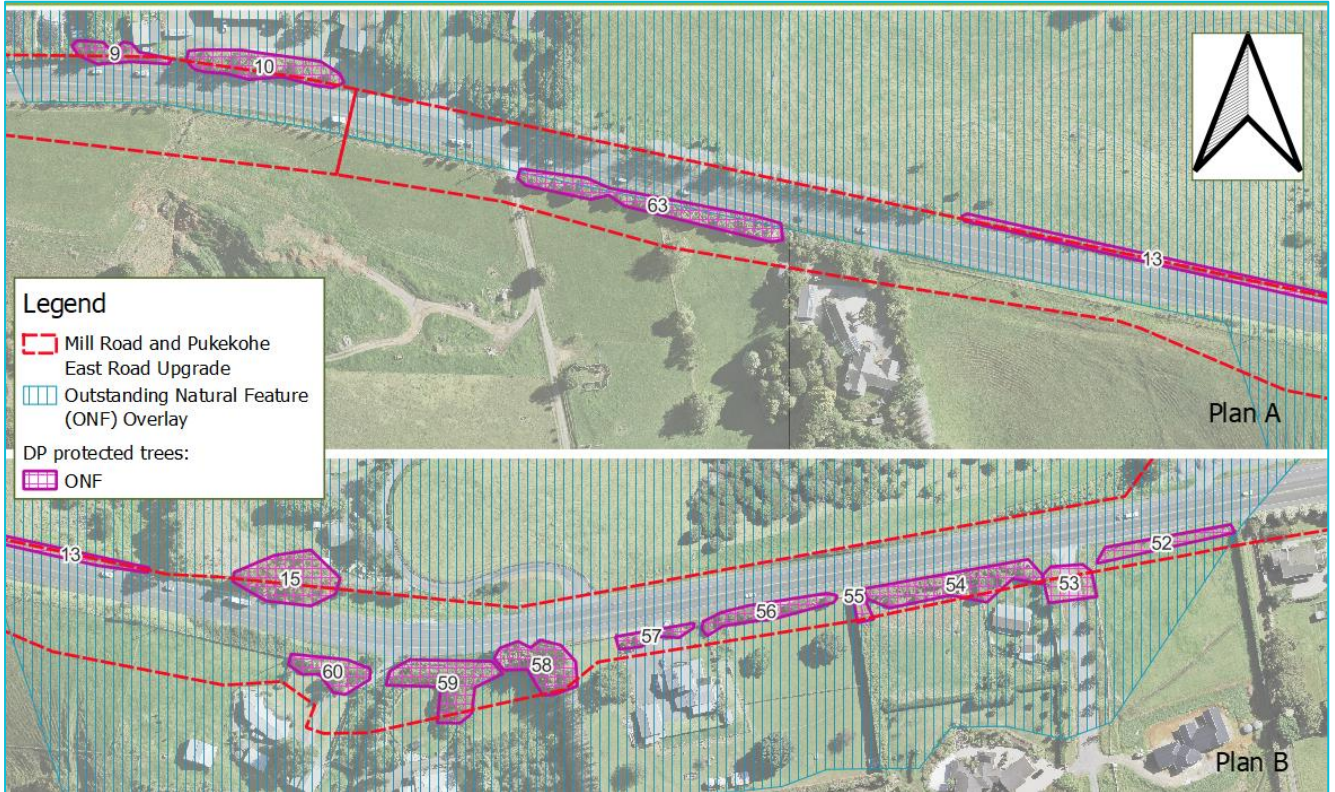 9
10
63
13
Legend
Mill Road and Pukekohe
East Road Upgrade
Outstanding Natural Feature
(ONF) Overlay
DP protected trees:
ONF
Plan A
13
15
60
59
58
57
56
55
54
53
52
Plan B